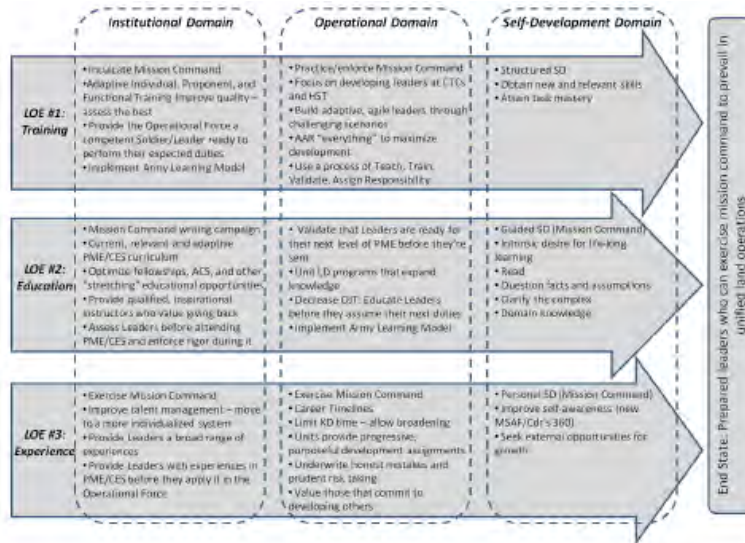 Institutional Domain
Operational Domain
Self-Development Domain
LOE #1:
Training
• Inculcate Mission Command
• Adaptive Individual, Proponent, and
Functional Training improve quality –
assess the best
• Provide the Operational Force a
competent Soldier/Leader ready to
perform their expected duties
• Implement Army Learning Model
• Practice/enforce Mission Command
• Focus on developing leaders at CTCs
and HST
• Build adaptive, agile leaders through
challenging scenarios
• AAR "everything" to maximize
development
• Use a process of Teach, Train,
Validate, Assign Responsibility
• Structured SD
• Obtain new and relevant skills
• Attain task mastery
LOE #2:
Education
• Mission Command writing campaign
• Current, relevant and adaptive
PME/CES curriculum
• Optimize fellowships, ACS, and other
"stretching" educational opportunities
• Provide qualified, inspirational
instructors who value giving back
• Assess Leaders before attending
PME/CES and enforce rigor during it
• Validate that Leaders are ready for
their next level of PME before they're
sent
• Unit LD programs that expand
knowledge
• Decrease OJT: Educate Leaders
before they assume their next duties
• Implement Army Learning Model
• Guided SD (Mission Command)
• Intrinsic desire for life-long
learning
• Read
• Question facts and assumptions
• Clarify the complex
• Domain knowledge
LOE #3:
Experience
• Exercise Mission Command
• Improve talent management – move
to a more individualized system
• Provide Leaders a broad range of
experiences
• Provide Leaders with experiences in
PME/CES before they apply it in the
Operational Force
• Exercise Mission Command
• Career Timelines
• Limit KD time – allow broadening
• Units provide progressive,
purposeful development assignments
• Underwrite honest mistakes and
prudent risk taking
• Value those that commit to
developing others
• Personal SD (Mission Command)
• Improve self-awareness (new
MSAF/Cdr's 360)
• Seek external opportunities for
growth
End State: Prepared leaders who can exercise mission command to prevail in
unified land operations